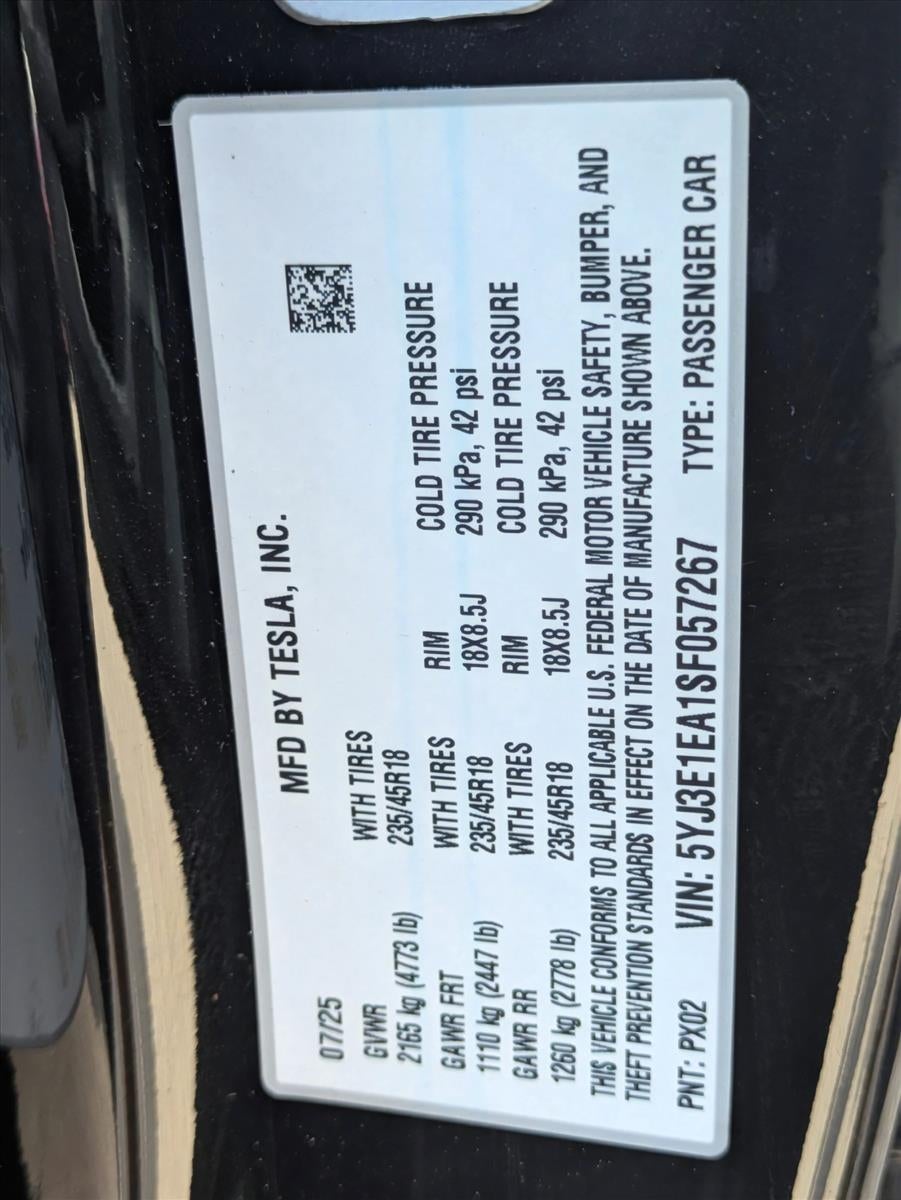 MFD BY TESLA, INC.
07/25
GVWR WITH TIRES
2165 kg (4773 lb) 235/45R18
GAWR FRT WITH TIRES RIM COLD TIRE PRESSURE
1110 kg (2447 lb) 235/45R18 18X8.5J 290 kPa, 42 psi
GAWR RR WITH TIRES RIM COLD TIRE PRESSURE
1260 kg (2778 lb) 235/45R18 18X8.5J 290 kPa, 42 psi
THIS VEHICLE CONFORMS TO ALL APPLICABLE U.S. FEDERAL MOTOR VEHICLE SAFETY, BUMPER, AND
THEFT PREVENTION STANDARDS IN EFFECT ON THE DATE OF MANUFACTURE SHOWN ABOVE.
PNT: PX02 VIN: 5YJ3E1EA1SF057267 TYPE: PASSENGER CAR